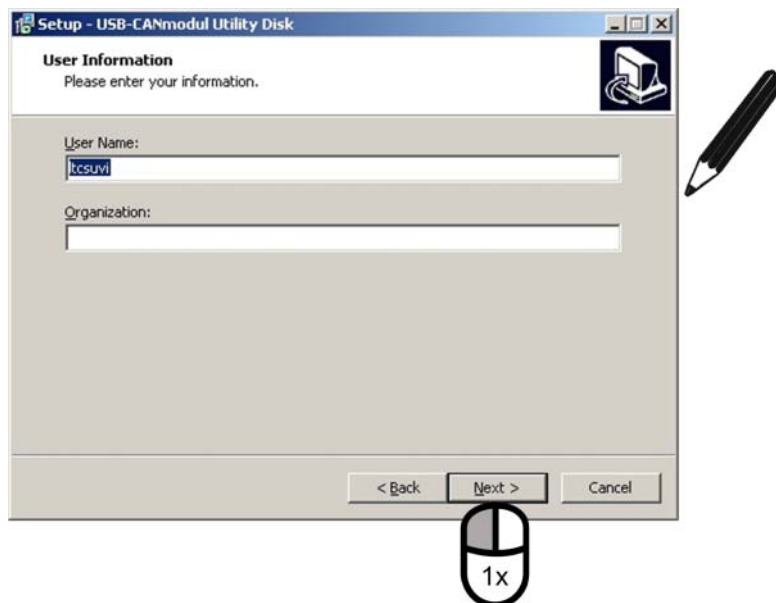 Setup - USB-CANmodul Utility Disk
User Information
Please enter your information.
User Name:
ltcsuvi
Organization:
< Back Next > Cancel
1x